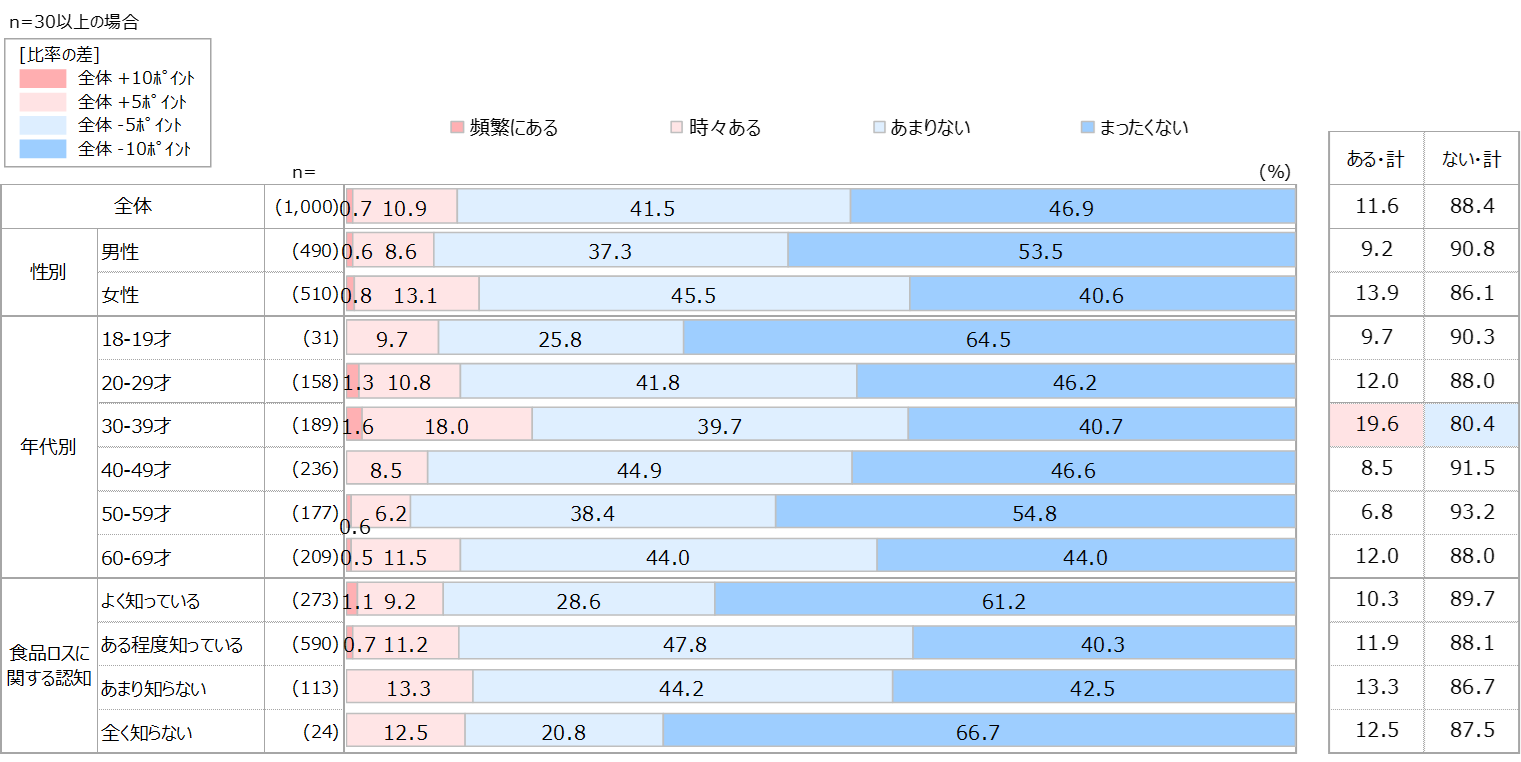 n=30以上の場合
[比率の差]
全体 +10ﾎﾟｲﾝﾄ
全体 +5ﾎﾟｲﾝﾄ
全体 -5ﾎﾟｲﾝﾄ
全体 -10ﾎﾟｲﾝﾄ
頻繁にある 時々ある あまりない まったくない
n= (%) ある・計 ない・計
全体 (1,000) 0.7 10.9 41.5 46.9 11.6 88.4
性別
男性 (490) 0.6 8.6 37.3 53.5 9.2 90.8
女性 (510) 0.8 13.1 45.5 40.6 13.9 86.1
年代別
18-19才 (31) 9.7 25.8 64.5 9.7 90.3
20-29才 (158) 1.3 10.8 41.8 46.2 12.0 88.0
30-39才 (189) 1.6 18.0 39.7 40.7 19.6 80.4
40-49才 (236) 8.5 44.9 46.6 8.5 91.5
50-59才 (177) 0.6 6.2 38.4 54.8 6.8 93.2
60-69才 (209) 0.5 11.5 44.0 44.0 12.0 88.0
食品ロスに
関する認知
よく知っている (273) 1.1 9.2 28.6 61.2 10.3 89.7
ある程度知っている (590) 0.7 11.2 47.8 40.3 11.9 88.1
あまり知らない (113) 13.3 44.2 42.5 13.3 86.7
全く知らない (24) 12.5 20.8 66.7 12.5 87.5